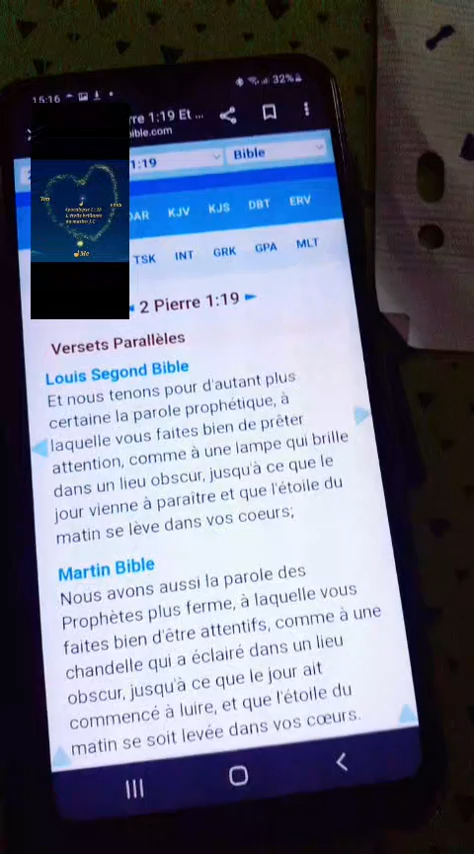 15:16
32%
rre 1:19 Et ...
ible.com
1:19
Bible
AR KJV KJS DBT ERV
TSK INT GRK GPA MLT
◄ 2 Pierre 1:19 ►
Versets Parallèles
Louis Segond Bible
Et nous tenons pour d'autant plus
certaine la parole prophétique, à
laquelle vous faites bien de prêter
attention, comme à une lampe qui brille
dans un lieu obscur, jusqu'à ce que le
jour vienne à paraître et que l'étoile du
matin se lève dans vos coeurs;
Martin Bible
Nous avons aussi la parole des
Prophètes plus ferme, à laquelle vous
faites bien d'être attentifs, comme à une
chandelle qui a éclairé dans un lieu
obscur, jusqu'à ce que le jour ait
commencé à luire, et que l'étoile du
matin se soit levée dans vos cœurs.